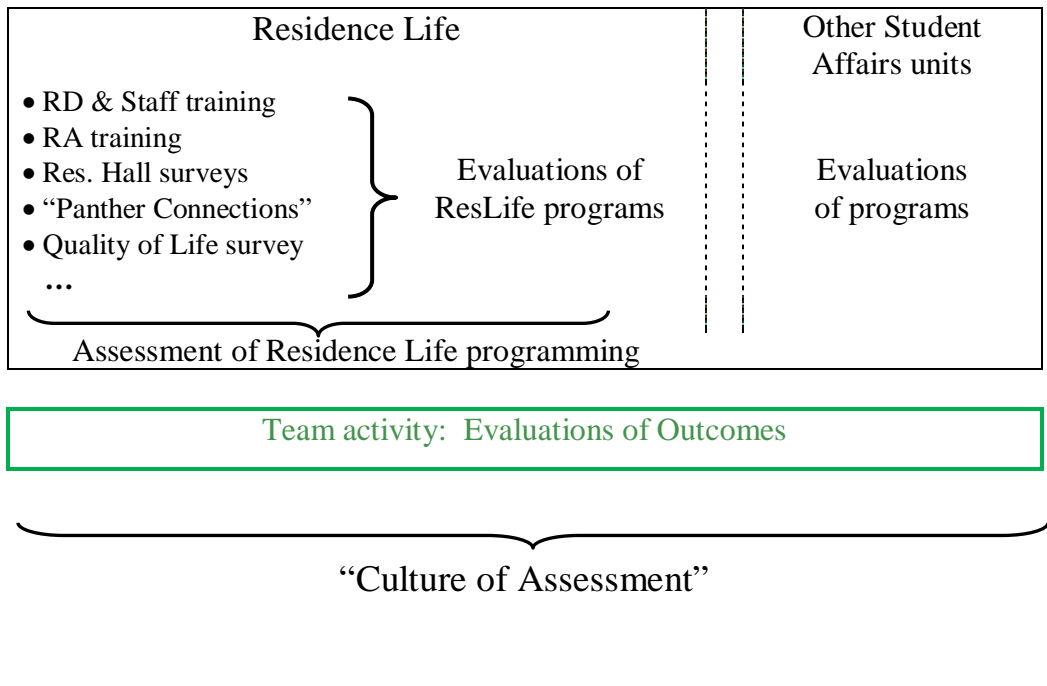 Residence Life
• RD & Staff training
• RA training
• Res. Hall surveys
• “Panther Connections”
• Quality of Life survey
...
Evaluations of
ResLife programs
Assessment of Residence Life programming
Other Student
Affairs units
Evaluations
of programs
Team activity:  Evaluations of Outcomes
“Culture of Assessment”